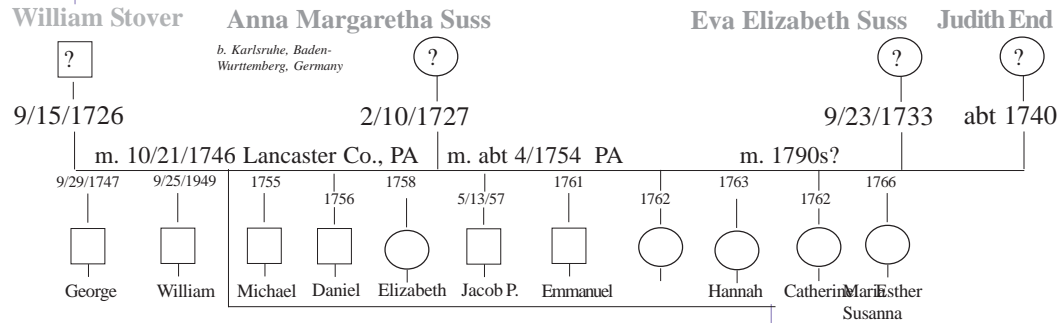 William Stover Anna Margaretha Suss Eva Elizabeth Suss Judith End
b. Karlsruhe, Baden-
Wurttemberg, Germany
? ? ? ?
9/15/1726 2/10/1727 9/23/1733 abt 1740
m. 10/21/1746 Lancaster Co., PA m. abt 4/1754 PA m. 1790s?
9/29/1747 9/25/1949 1755 1758 1761 1763 1766
1756 5/13/57 1762 1762
George William Michael Daniel Elizabeth Jacob P. Emmanuel Hannah Catherine Maria Esther
Susanna